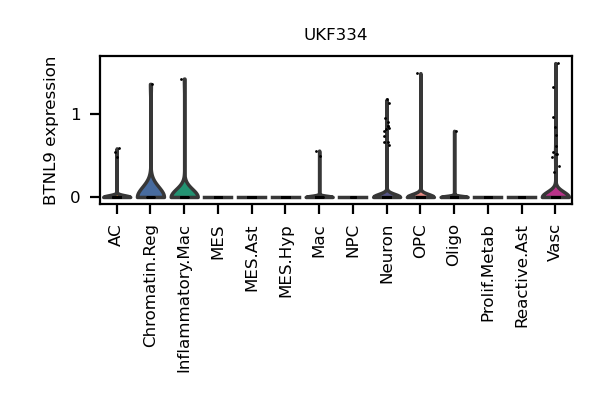 UKF334
BTNL9 expression
1
0
AC
Chromatin.Reg
Inflammatory.Mac
MES
MES.Ast
MES.Hyp
Mac
NPC
Neuron
OPC
Oligo
Prolif.Metab
Reactive.Ast
Vasc